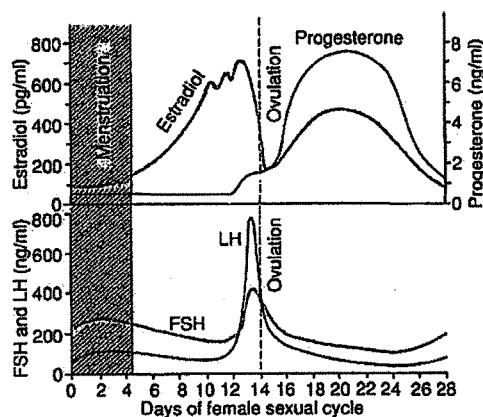 Estradiol (pg/ml)
800
600
400
200
0
Menstruation
Estradiol
Ovulation
Progesterone
8
6
4
2
0
Progesterone (ng/ml)
FSH and LH (ng/ml)
800
600
400
200
0
LH
FSH
Ovulation
0 2 4 6 8 10 12 14 16 18 20 22 24 26 28
Days of female sexual cycle